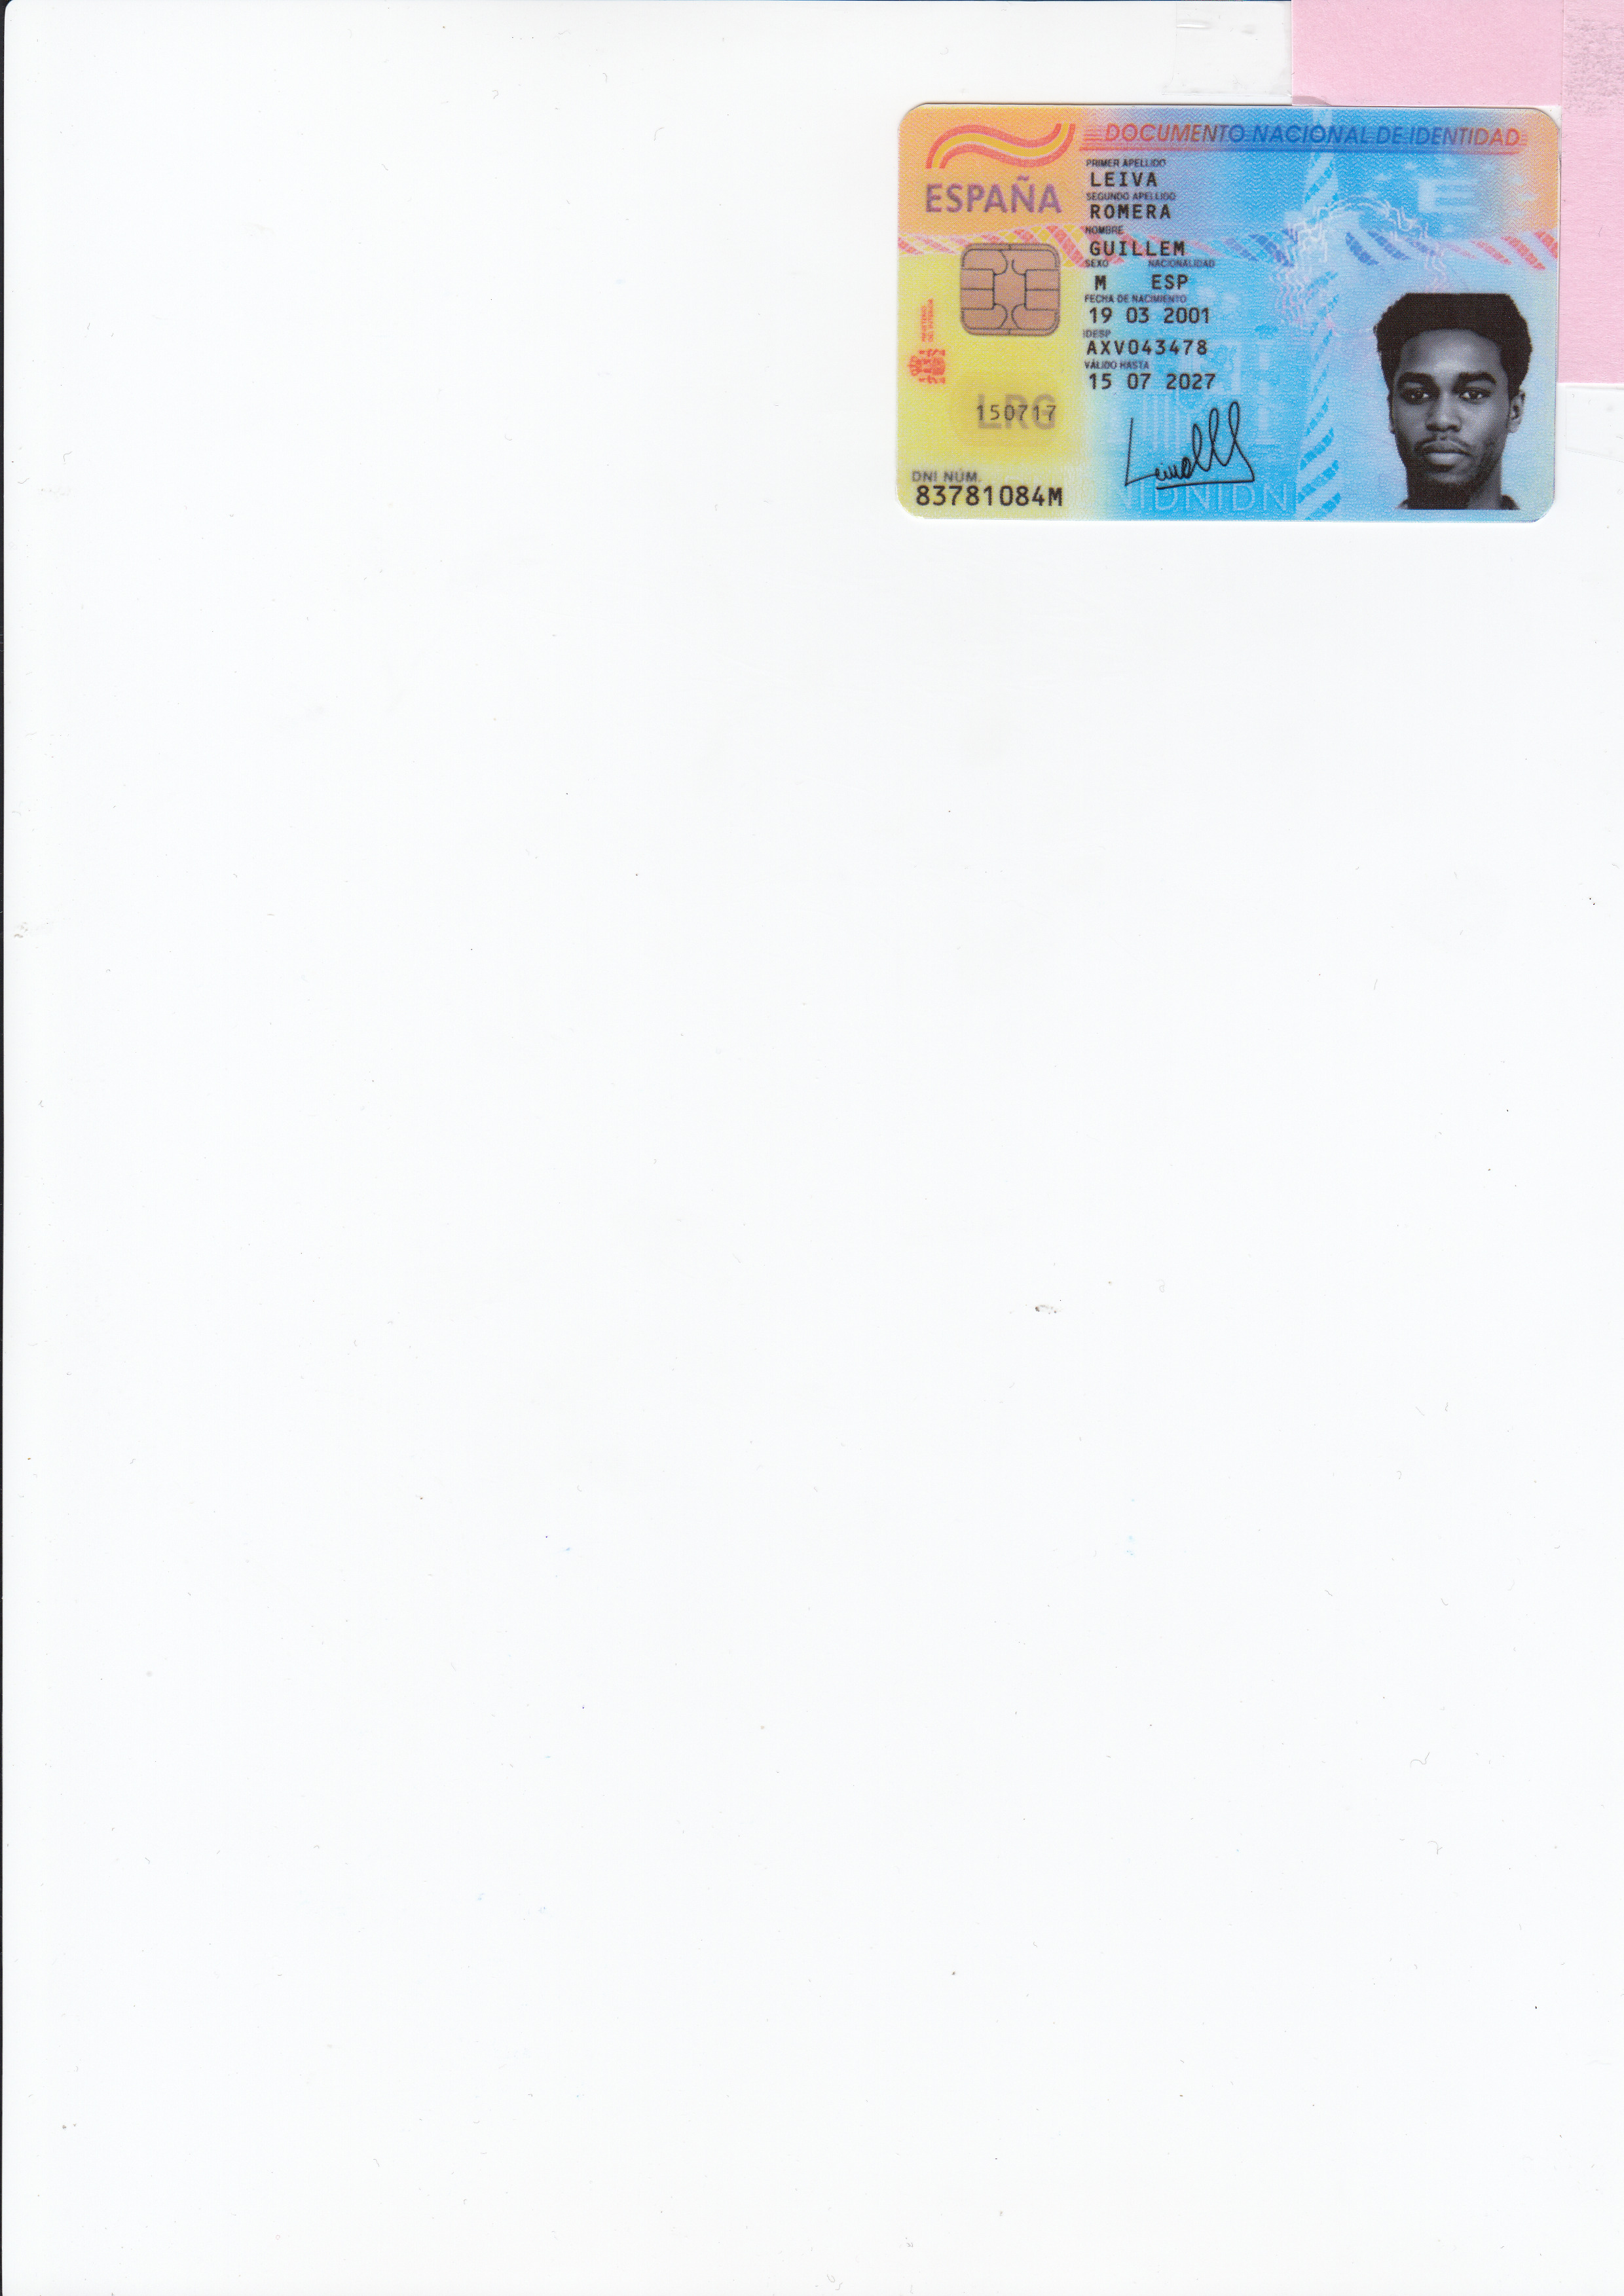 DOCUMENTO NACIONAL DE IDENTIDAD
ESPAÑA
PRIMER APELLIDO
LEIVA
SEGUNDO APELLIDO
ROMERA
NOMBRE
GUILLEM
SEXO NACIONALIDAD
M ESP
FECHA DE NACIMIENTO
19 03 2001
IDESP
AXV043478
VÁLIDO HASTA
15 07 2027
MINISTERIO
DEL INTERIOR
LRG
150717
DNI NÚM.
83781084M
E
IDNIDN